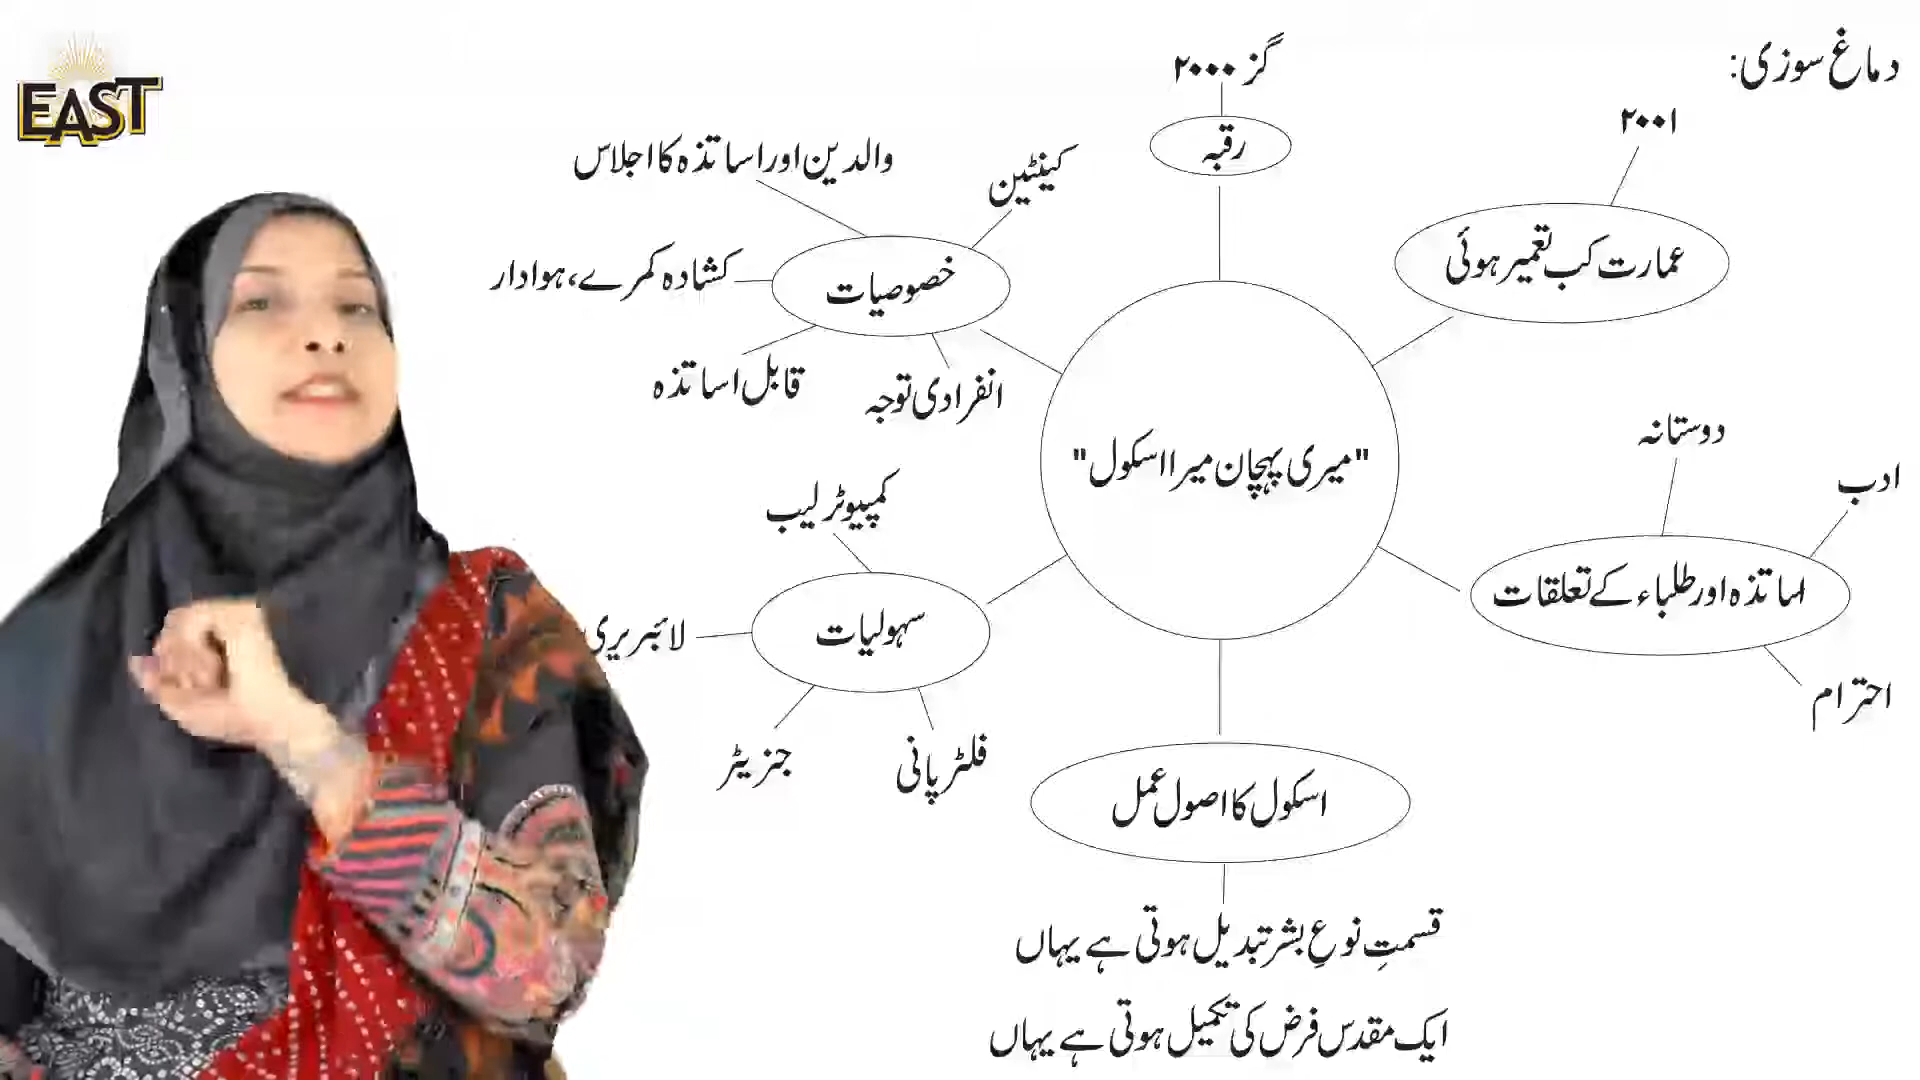 EAST
دماغ سوزی:
"میری پہچان میرا اسکول"
رقبہ
۲۰۰۰ گز
عمارت کب تعمیر ہوئی
۲۰۰۱
اساتذہ اور طلباء کے تعلقات
دوستانہ
ادب
احترام
اسکول کا اصول عمل
قسمتِ نوعِ بشر تبدیل ہوتی ہے یہاں
ایک مقدس فرض کی تکمیل ہوتی ہے یہاں
سہولیات
کمپیوٹر لیب
لائبریری
جنریٹر
فلٹر پانی
خصوصیات
والدین اور اساتذہ کا اجلاس
کینٹین
کشادہ کمرے، ہوادار
قابل اساتذہ
انفرادی توجہ